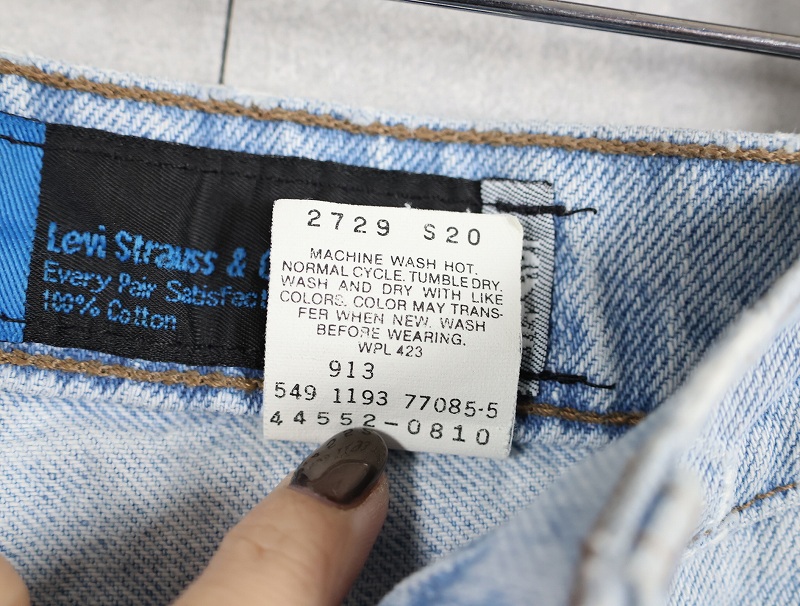 Levi Strauss &
Every Pair
100% Cotton
2729 S20
MACHINE WASH HOT.
NORMAL CYCLE. TUMBLE DRY.
WASH AND DRY WITH LIKE
COLORS. COLOR MAY TRANS-
FER WHEN NEW. WASH
BEFORE WEARING.
WPL 423
913
549 1193 77085-5
44552-0810